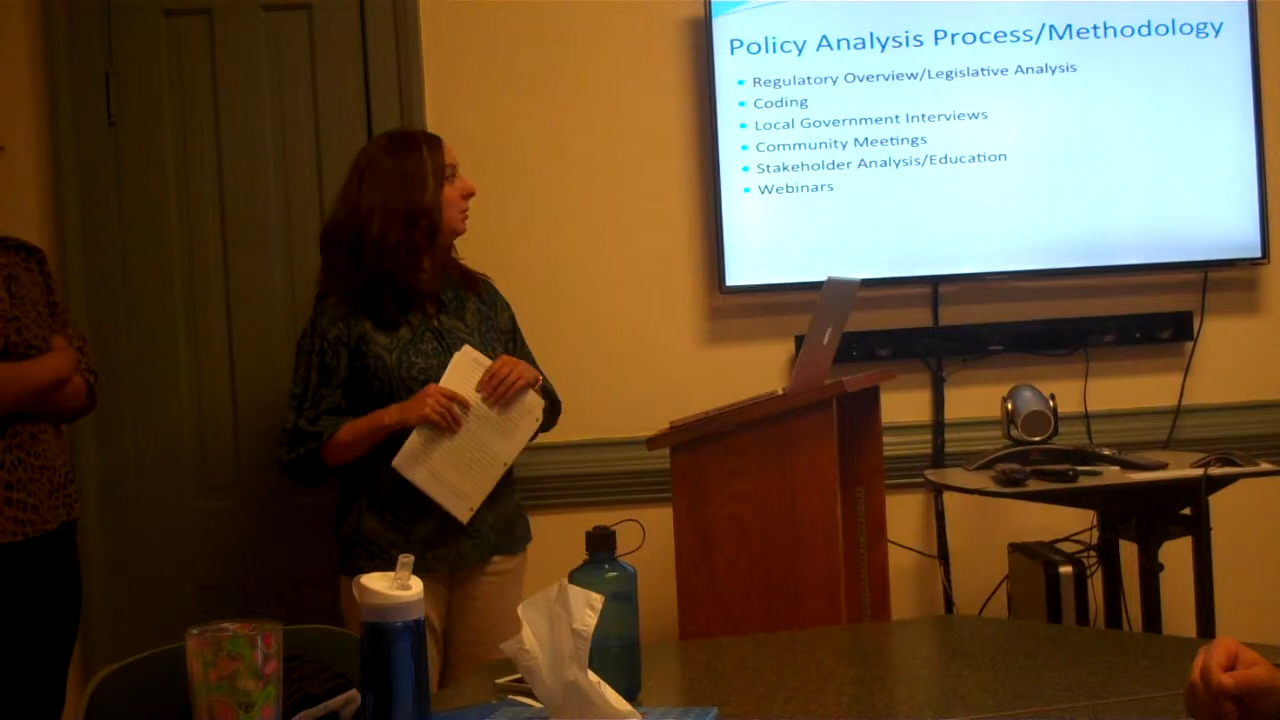 Policy Analysis Process/Methodology
Regulatory Overview/Legislative Analysis
Coding
Local Government Interviews
Community Meetings
Stakeholder Analysis/Education
Webinars